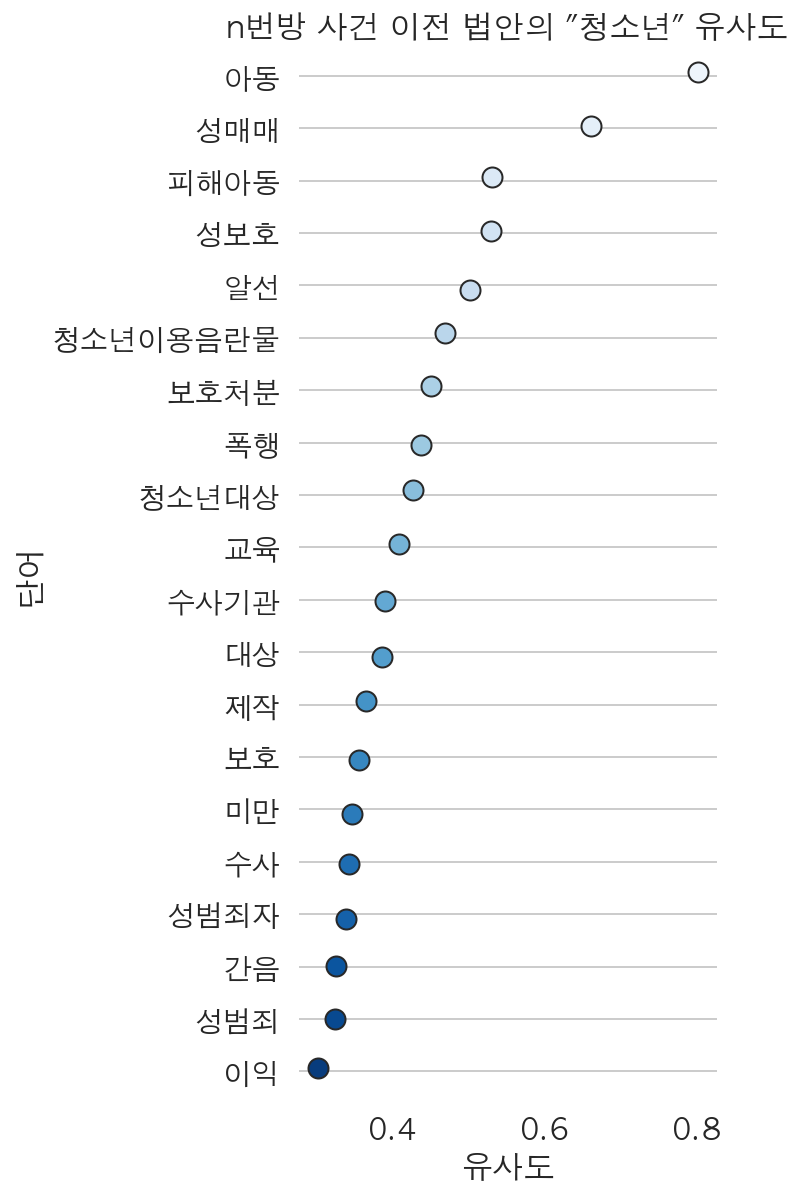 n번방 사건 이전 법안의 "청소년" 유사도
아동
성매매
피해아동
성보호
알선
청소년이용음란물
보호처분
폭행
청소년대상
교육
수사기관
대상
제작
보호
미만
수사
성범죄자
간음
성범죄
이익
단어
0.4 0.6 0.8
유사도